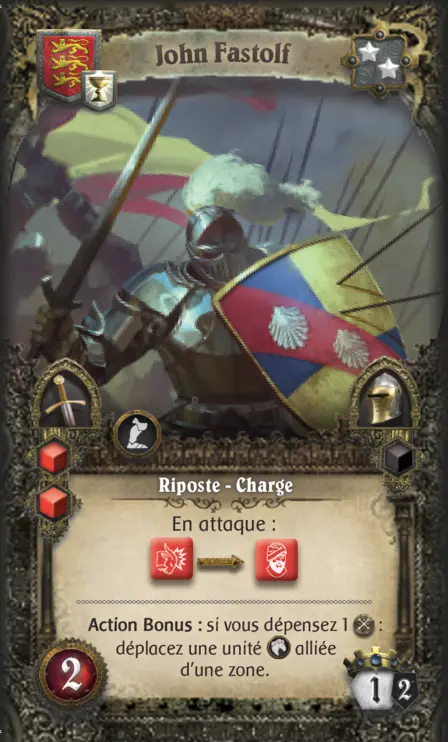 John Fastolf
Riposte - Charge
En attaque :
Action Bonus : si vous dépensez 1 :
déplacez une unité alliée
d'une zone.
2
1 2